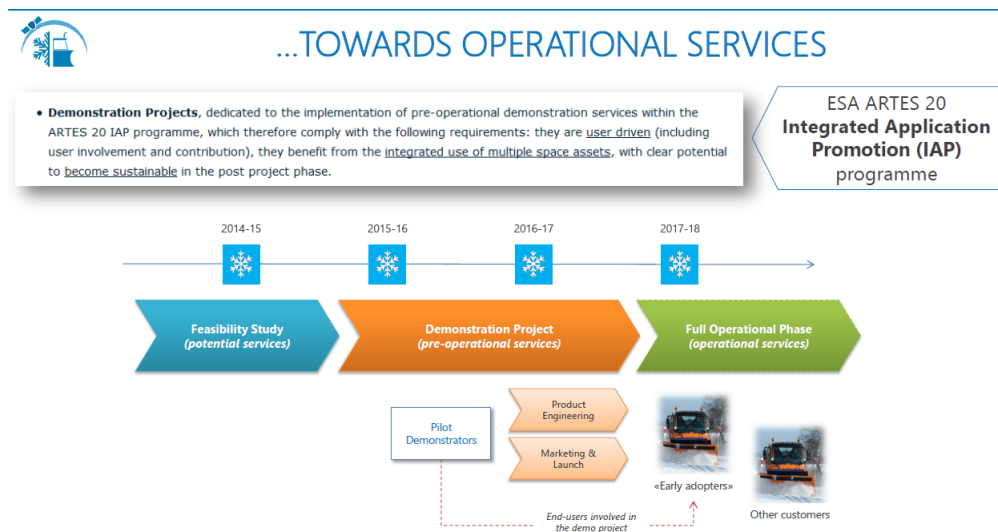 ...TOWARDS OPERATIONAL SERVICES
• Demonstration Projects, dedicated to the implementation of pre-operational demonstration services within the
ARTES 20 IAP programme, which therefore comply with the following requirements: they are user driven (including
user involvement and contribution), they benefit from the integrated use of multiple space assets, with clear potential
to become sustainable in the post project phase.
ESA ARTES 20
Integrated Application
Promotion (IAP)
programme
2014-15
2015-16
2016-17
2017-18
Feasibility Study
(potential services)
Demonstration Project
(pre-operational services)
Full Operational Phase
(operational services)
Pilot
Demonstrators
Product
Engineering
Marketing &
Launch
«Early adopters»
Other customers
End-users involved in
the demo project